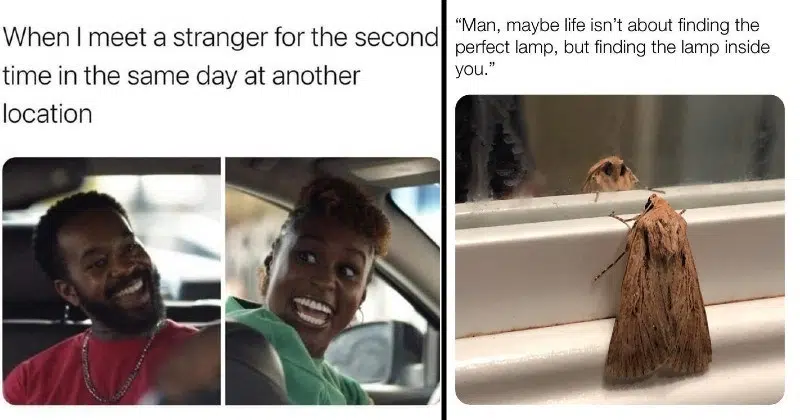 When I meet a stranger for the second
time in the same day at another
location
“Man, maybe life isn’t about finding the
perfect lamp, but finding the lamp inside
you.”